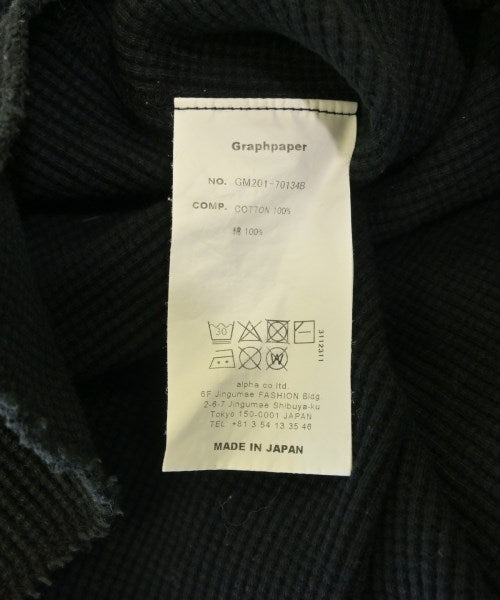 Graphpaper
NO. GM201-70134B
COMP. COTTON 100%
綿 100%
30
3112311
W
alpha co ltd.
6F Jingumae FASHION Bldg.
2-6-7 Jingumae Shibuya-ku
Tokyo 150-0001 JAPAN
TEL: +81 3 54 13 35 46
MADE IN JAPAN